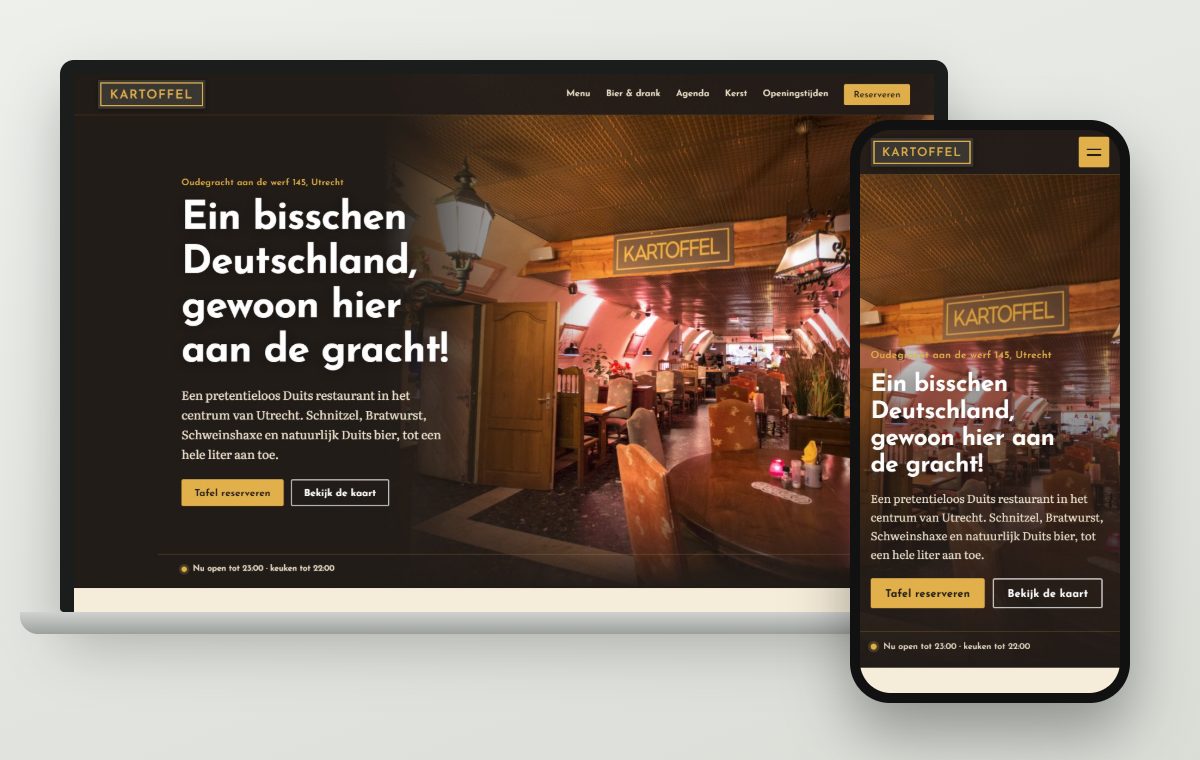 KARTOFFEL
Menu Bier & drank Agenda Kerst Openingstijden Reserveren
Oudegracht aan de werf 145, Utrecht
Ein bisschen
Deutschland,
gewoon hier
aan de gracht!
Een pretentieloos Duits restaurant in het
centrum van Utrecht. Schnitzel, Bratwurst,
Schweinshaxe en natuurlijk Duits bier, tot een
hele liter aan toe.
Tafel reserveren Bekijk de kaart
Nu open tot 23:00 · keuken tot 22:00
KARTOFFEL
KARTOFFEL
KARTOFFEL
Oudegracht aan de werf 145, Utrecht
Ein bisschen
Deutschland,
gewoon hier aan
de gracht!
Een pretentieloos Duits restaurant in het
centrum van Utrecht. Schnitzel, Bratwurst,
Schweinshaxe en natuurlijk Duits bier, tot
een hele liter aan toe.
Tafel reserveren Bekijk de kaart
Nu open tot 23:00 · keuken tot 22:00